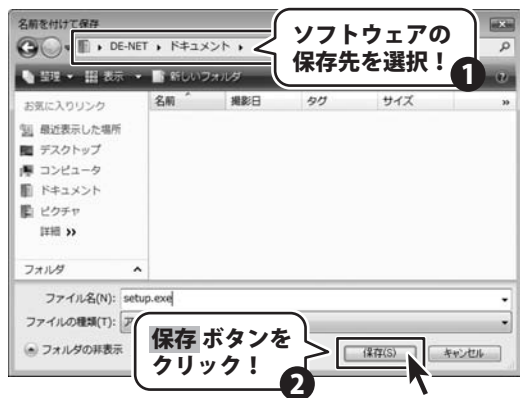 名前を付けて保存
DE-NET ▸ ドキュメント ▸
ソフトウェアの
保存先を選択！
1
整理 表示 新しいフォルダ
お気に入りリンク
名前 撮影日 タグ サイズ »
最近表示した場所
デスクトップ
コンピュータ
ドキュメント
ピクチャ
詳細 »
フォルダ
ファイル名(N): setup.exe
ファイルの種類(T): ア
フォルダの非表示
保存 ボタンを
クリック！
2
保存(S) キャンセル